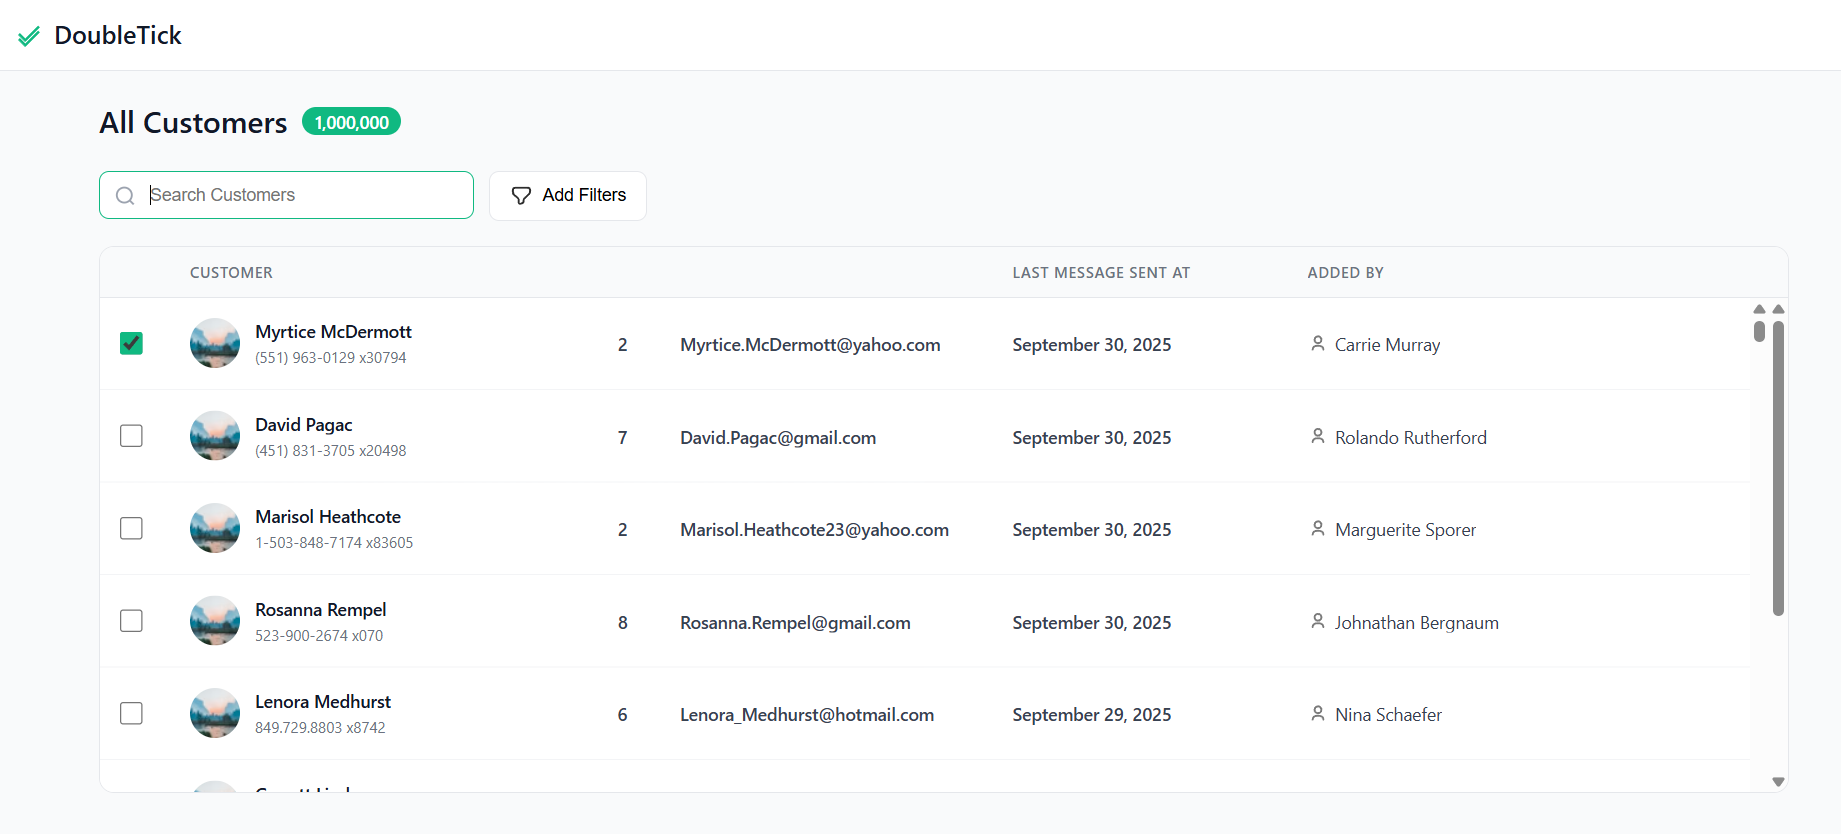 DoubleTick
All Customers 1,000,000
Search Customers Add Filters
CUSTOMER LAST MESSAGE SENT AT ADDED BY
Myrtice McDermott
(551) 963-0129 x30794
2 Myrtice.McDermott@yahoo.com September 30, 2025 Carrie Murray
David Pagac
(451) 831-3705 x20498
7 David.Pagac@gmail.com September 30, 2025 Rolando Rutherford
Marisol Heathcote
1-503-848-7174 x83605
2 Marisol.Heathcote23@yahoo.com September 30, 2025 Marguerite Sporer
Rosanna Rempel
523-900-2674 x070
8 Rosanna.Rempel@gmail.com September 30, 2025 Johnathan Bergnaum
Lenora Medhurst
849.729.8803 x8742
6 Lenora_Medhurst@hotmail.com September 29, 2025 Nina Schaefer